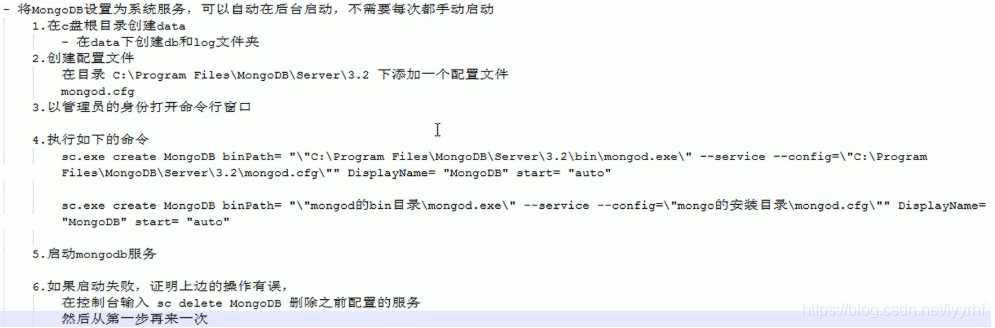 - 将MongoDB设置为系统服务，可以自动在后台启动，不需要每次都手动启动
1.在c盘根目录创建data
- 在data下创建db和log文件夹
2.创建配置文件
在目录 C:\Program Files\MongoDB\Server\3.2 下添加一个配置文件
mongod.cfg
3.以管理员的身份打开命令行窗口
4.执行如下的命令
sc.exe create MongoDB binPath= "\"C:\Program Files\MongoDB\Server\3.2\bin\mongod.exe\" --service --config=\"C:\Program
Files\MongoDB\Server\3.2\mongod.cfg\"" DisplayName= "MongoDB" start= "auto"
sc.exe create MongoDB binPath= "\"mongod的bin目录\mongod.exe\" --service --config=\"mongo的安装目录\mongod.cfg\"" DisplayName=
"MongoDB" start= "auto"
5.启动mongodb服务
6.如果启动失败，证明上边的操作有误，
在控制台输入 sc delete MongoDB 删除之前配置的服务
然后从第一步再来一次
https://blog.csdn.net/lyyrhf